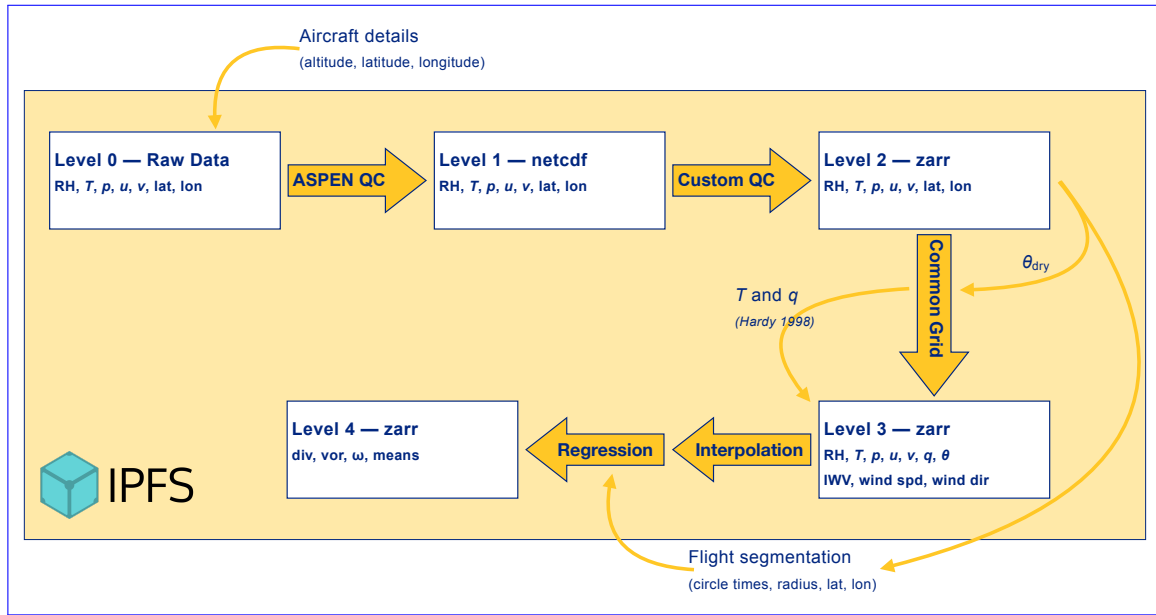 Aircraft details
(altitude, latitude, longitude)
Level 0 — Raw Data
RH, T, p, u, v, lat, lon
ASPEN QC
Level 1 — netcdf
RH, T, p, u, v, lat, lon
Custom QC
Level 2 — zarr
RH, T, p, u, v, lat, lon
Common Grid
θdry
T and q
(Hardy 1998)
Level 3 — zarr
RH, T, p, u, v, q, θ
IWV, wind spd, wind dir
Interpolation
Regression
Level 4 — zarr
div, vor, ω, means
IPFS
Flight segmentation
(circle times, radius, lat, lon)